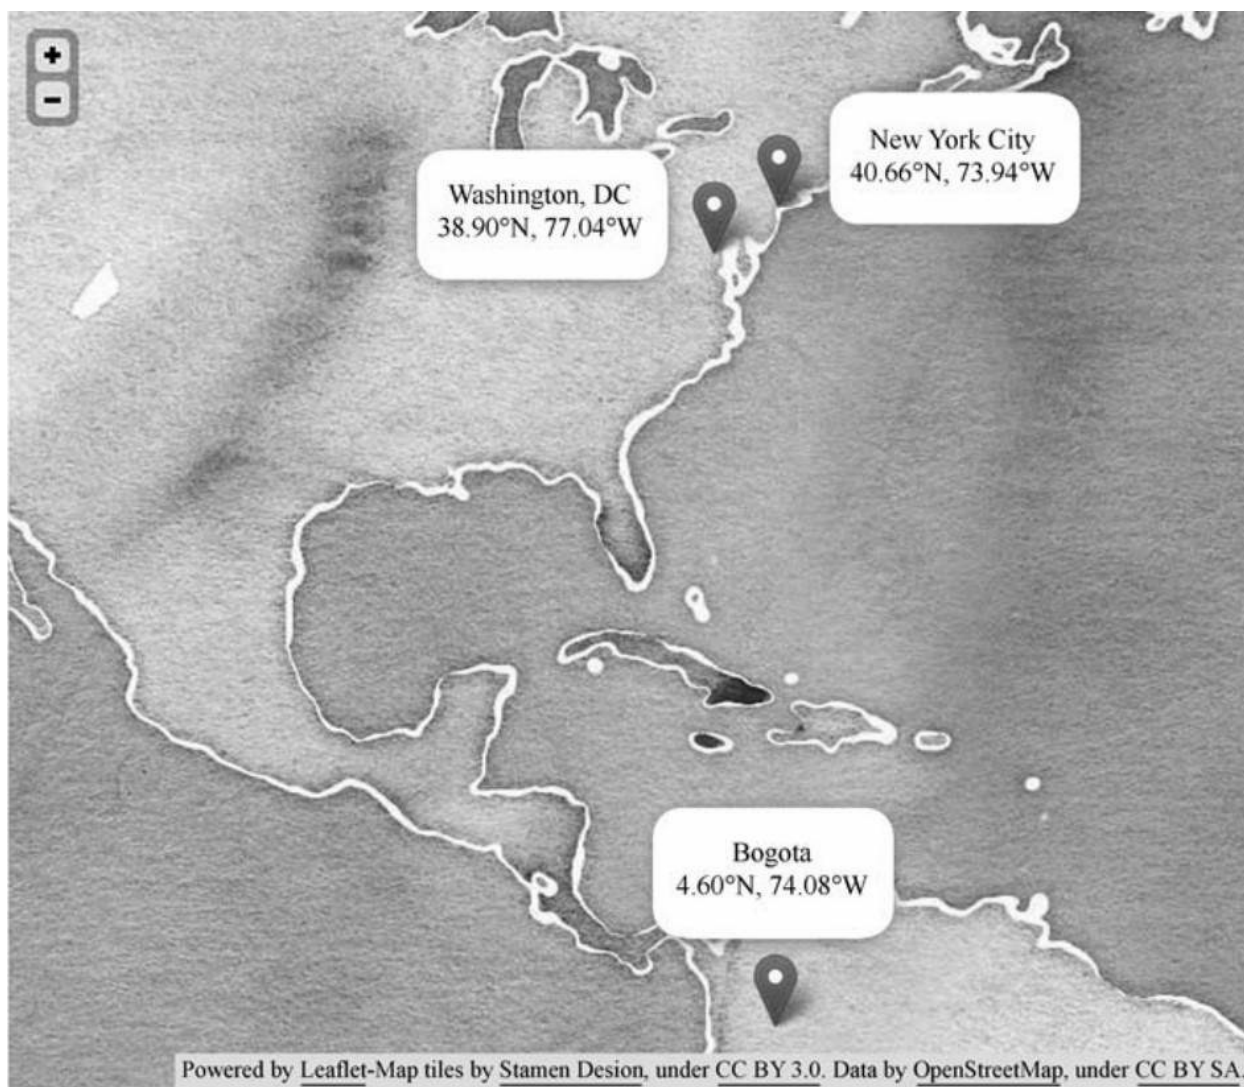 +
−
New York City
40.66°N, 73.94°W
Washington, DC
38.90°N, 77.04°W
Bogota
4.60°N, 74.08°W
Powered by Leaflet-Map tiles by Stamen Desion, under CC BY 3.0. Data by OpenStreetMap, under CC BY SA.